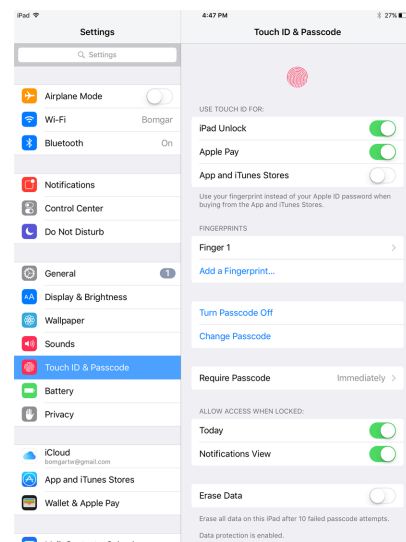 iPad
4:47 PM
27%
Settings
Touch ID & Passcode
Settings
Airplane Mode
Wi-Fi
Bomgar
Bluetooth
On
Notifications
Control Center
Do Not Disturb
General
1
AA
Display & Brightness
Wallpaper
Sounds
Touch ID & Passcode
Battery
Privacy
iCloud
bomgartw@gmail.com
App and iTunes Stores
Wallet & Apple Pay
USE TOUCH ID FOR:
iPad Unlock
Apple Pay
App and iTunes Stores
Use your fingerprint instead of your Apple ID password when
buying from the App and iTunes Stores.
FINGERPRINTS
Finger 1
Add a Fingerprint...
Turn Passcode Off
Change Passcode
Require Passcode
Immediately
ALLOW ACCESS WHEN LOCKED:
Today
Notifications View
Erase Data
Erase all data on this iPad after 10 failed passcode attempts.
Data protection is enabled.